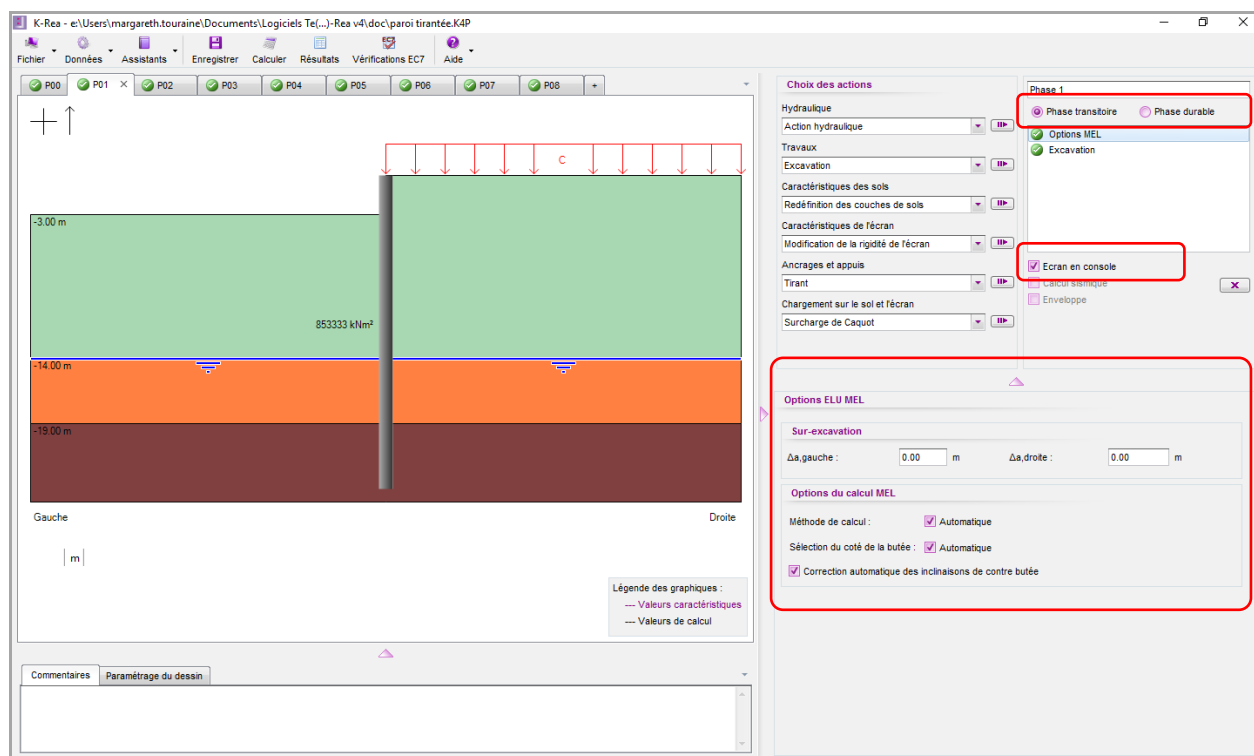 K-Rea - e:\Users\margareth.touraine\Documents\Logiciels Te(...)-Rea v4\doc\paroi tirantée.K4P
Fichier Données Assistants Enregistrer Calculer Résultats Vérifications EC7 Aide
P00 P01 P02 P03 P04 P05 P06 P07 P08 +
C
-3.00 m
853333 kNm²
-14.00 m
-19.00 m
Gauche Droite
m
Légende des graphiques :
--- Valeurs caractéristiques
--- Valeurs de calcul
Commentaires Paramétrage du dessin
Choix des actions
Hydraulique
Action hydraulique
Travaux
Excavation
Caractéristiques des sols
Redéfinition des couches de sols
Caractéristiques de l'écran
Modification de la rigidité de l'écran
Ancrages et appuis
Tirant
Chargement sur le sol et l'écran
Surcharge de Caquot
Phase 1
Phase transitoire Phase durable
Options MEL
Excavation
Ecran en console
Calcul sismique
Enveloppe
Options ELU MEL
Sur-excavation
Δa,gauche : 0.00 m Δa,droite : 0.00 m
Options du calcul MEL
Méthode de calcul : Automatique
Sélection du coté de la butée : Automatique
Correction automatique des inclinaisons de contre butée